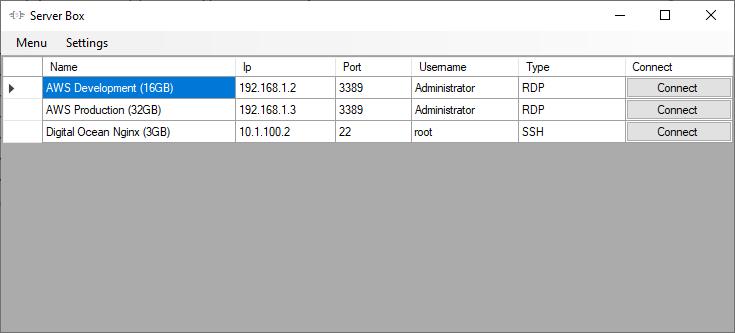 Server Box
Menu Settings
Name Ip Port Username Type Connect
AWS Development (16GB) 192.168.1.2 3389 Administrator RDP Connect
AWS Production (32GB) 192.168.1.3 3389 Administrator RDP Connect
Digital Ocean Nginx (3GB) 10.1.100.2 22 root SSH Connect